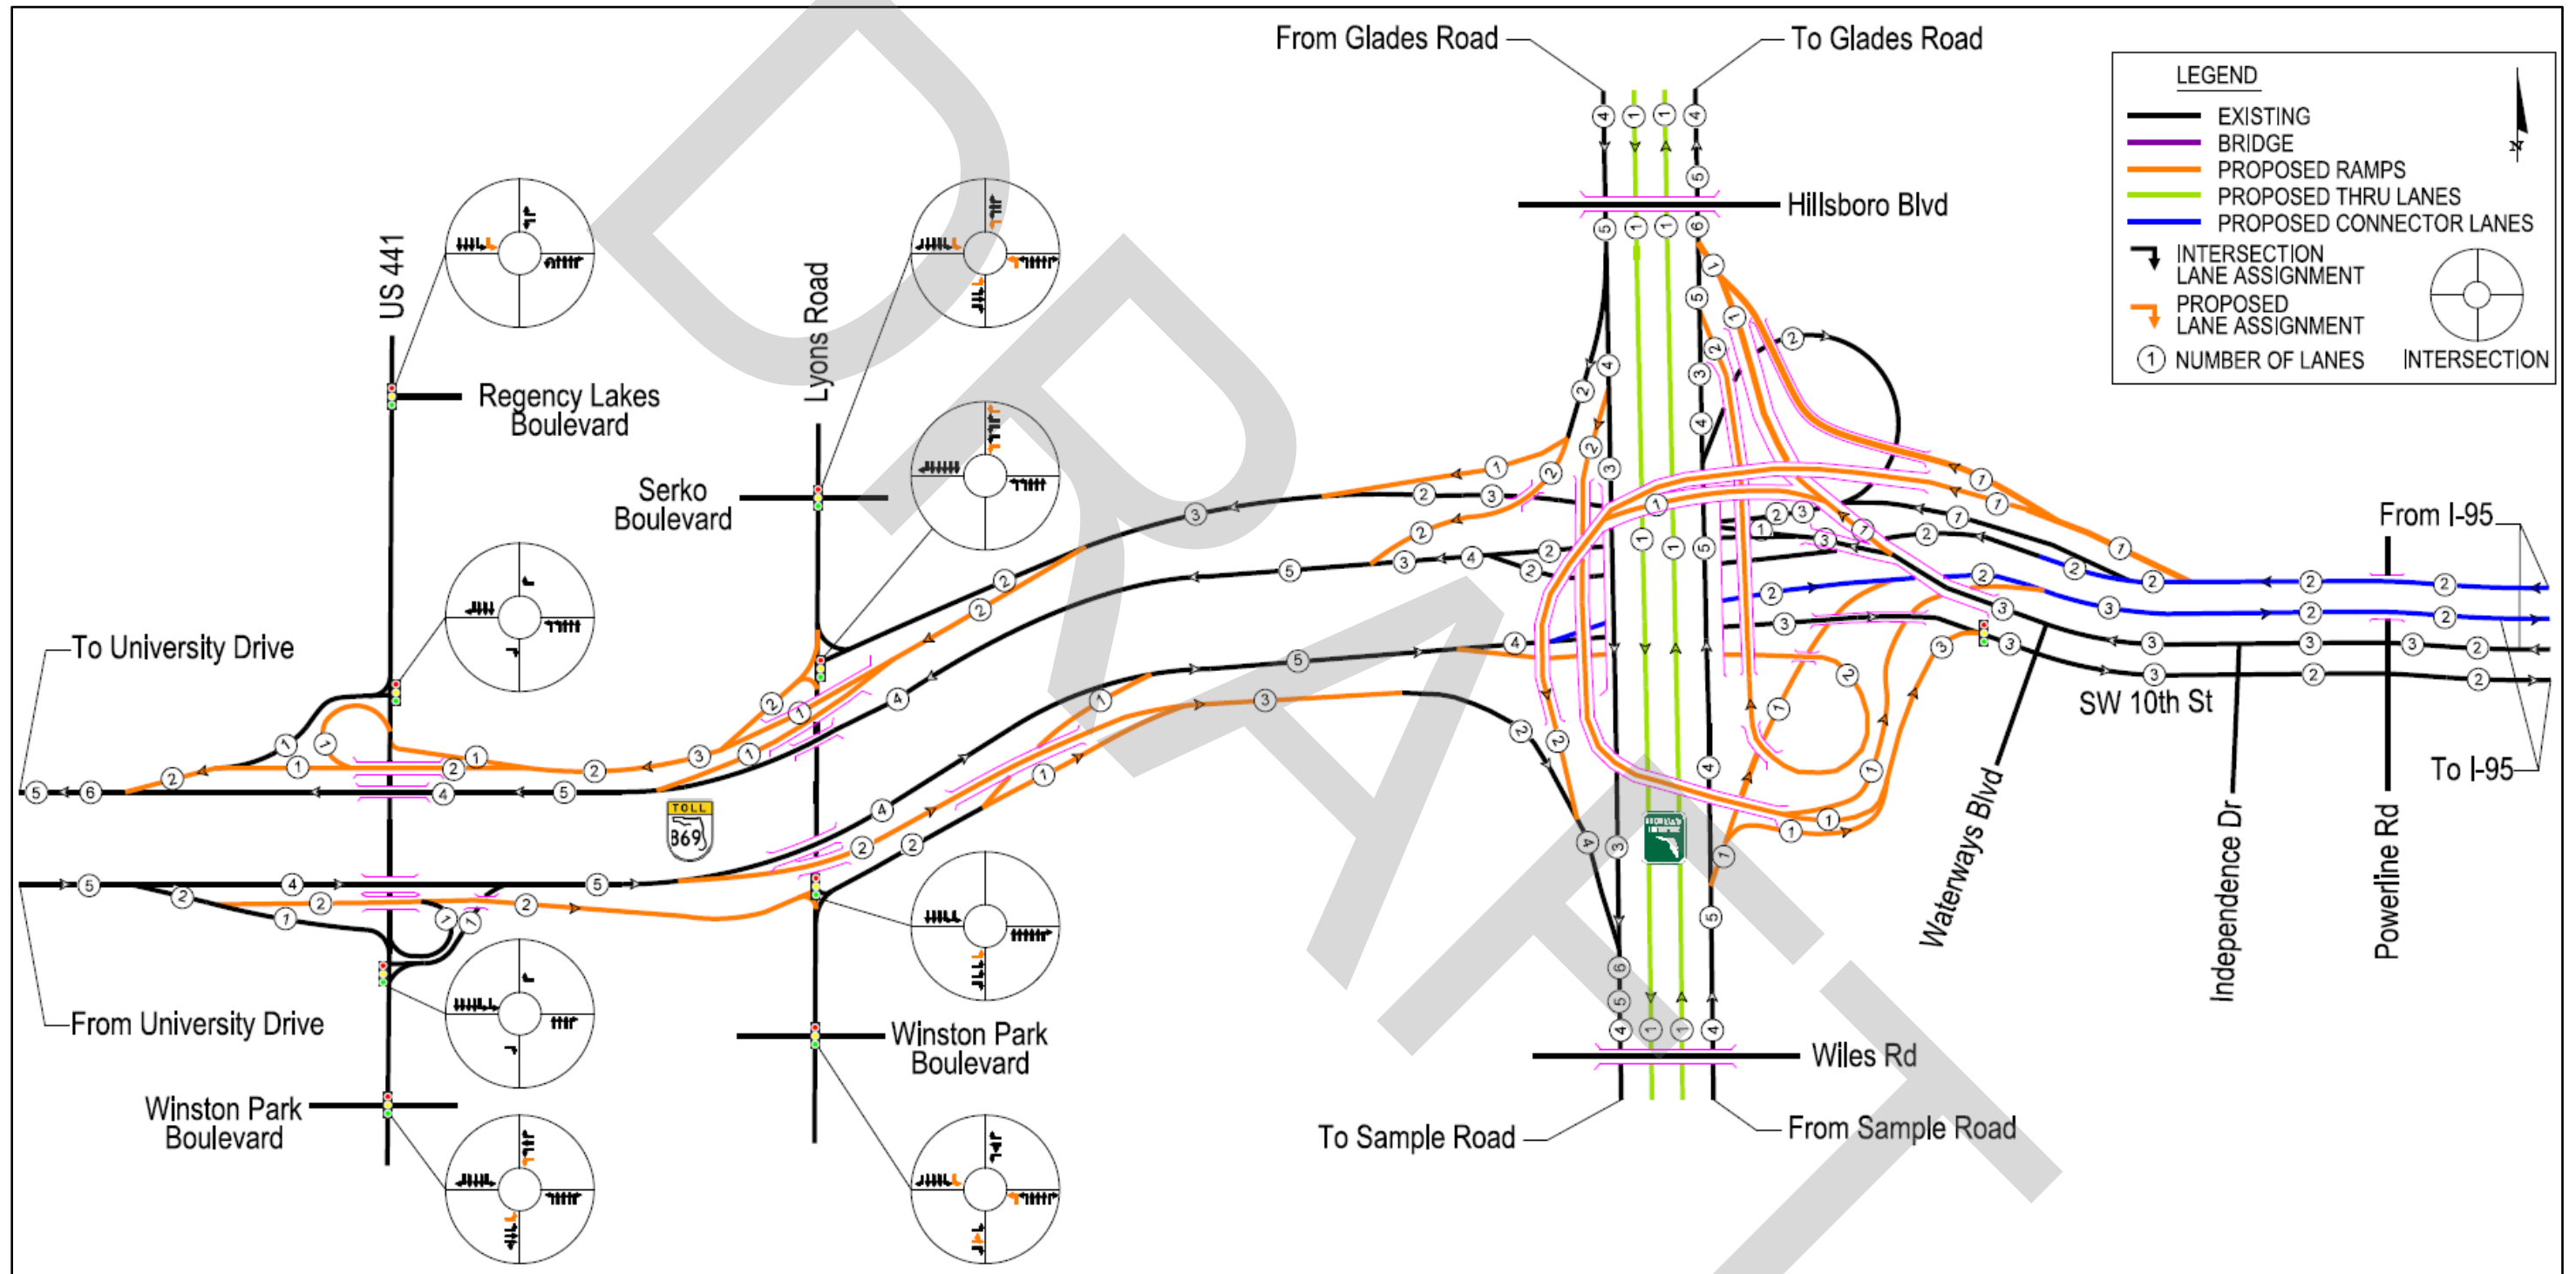 From Glades Road
To Glades Road
LEGEND
EXISTING
BRIDGE
PROPOSED RAMPS
PROPOSED THRU LANES
PROPOSED CONNECTOR LANES
INTERSECTION
LANE ASSIGNMENT
PROPOSED
LANE ASSIGNMENT
1 NUMBER OF LANES
INTERSECTION
N
Hillsboro Blvd
US 441
Lyons Road
Regency Lakes
Boulevard
Serko
Boulevard
From I-95
To University Drive
SW 10th St
To I-95
TOLL
869
Waterways Blvd
Independence Dr
Powerline Rd
From University Drive
Winston Park
Boulevard
Winston Park
Boulevard
Wiles Rd
To Sample Road
From Sample Road
DRAFT